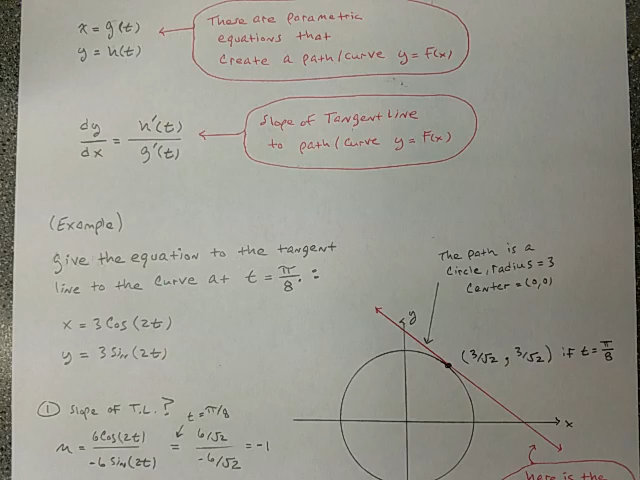 x = g(t)
y = h(t)
These are parametric
equations that
create a path/curve y = F(x)
dy/dx = h'(t)/g'(t)
Slope of Tangent Line
to path/curve y = F(x)
(Example)
Give the equation to the tangent
line to the curve at t = π/8. :
x = 3 Cos(2t)
y = 3 Sin(2t)
The path is a
circle, radius = 3
center = (0,0)
y
(3/√2, 3/√2) if t = π/8
x
① Slope of T.L.? t = π/8
m = 6 Cos(2t)/-6 Sin(2t) = 6/√2/-6/√2 = -1
here is the